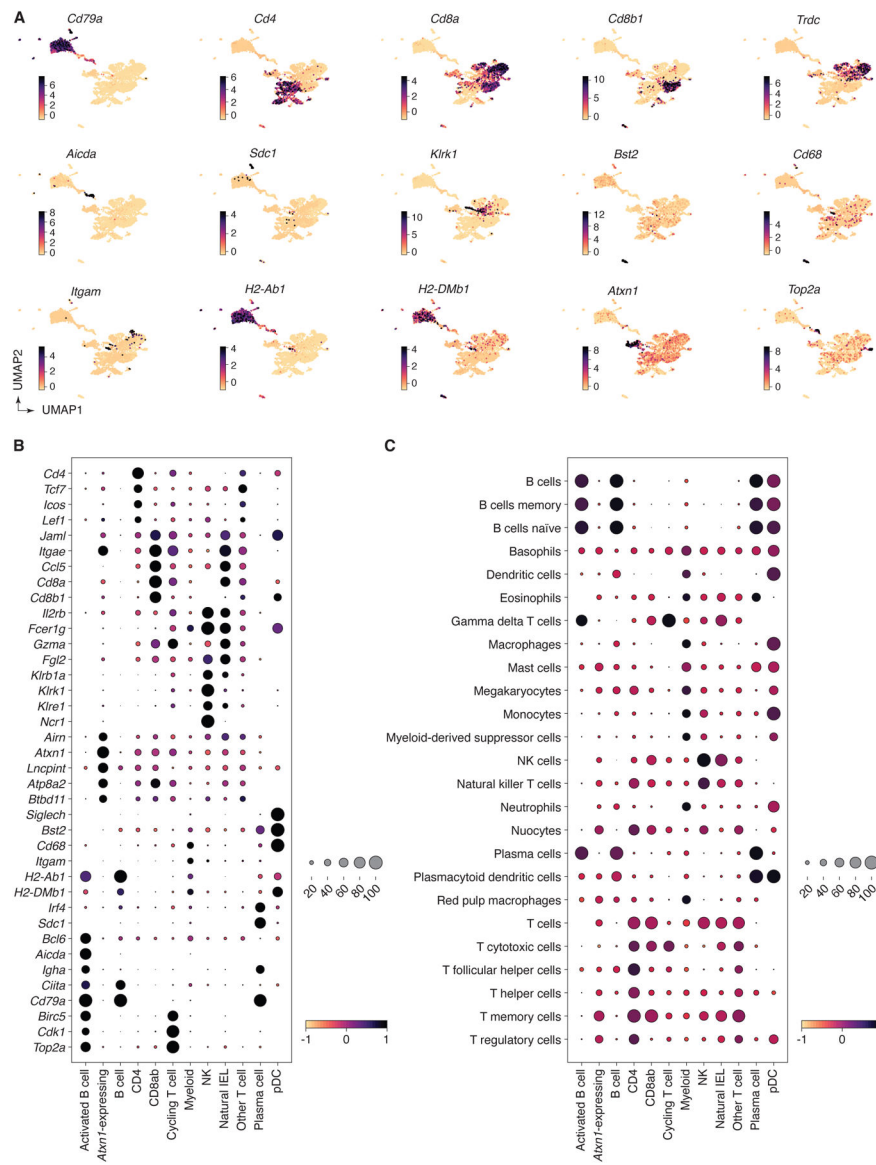 A
Cd79a Cd4 Cd8a Cd8b1 Trdc
8 6 4 2 0
6 4 2 0
4 2 0
10 5 0
6 4 2 0
Aicda Sdc1 Klrk1 Bst2 Cd68
8 6 4 2 0
4 2 0
10 5 0
12 8 4 0
4 2 0
Itgam H2-Ab1 H2-DMb1 Atxn1 Top2a
4 2 0
4 2 0
4 2 0
8 6 4 2 0
8 6 4 2 0
UMAP2
UMAP1
B
Cd4
Tcf7
Icos
Lef1
Jaml
Itgae
Ccl5
Cd8a
Cd8b1
Il2rb
Fcer1g
Gzma
Fgl2
Klrb1a
Klrk1
Klre1
Ncr1
Airn
Atxn1
Lncpint
Atp8a2
Btbd11
Siglech
Bst2
Cd68
Itgam
H2-Ab1
H2-DMb1
Irf4
Sdc1
Bcl6
Aicda
Igha
Ciita
Cd79a
Birc5
Cdk1
Top2a
Activated B cell
Atxn1-expressing
B cell
CD4
CD8ab
Cycling T cell
Myeloid
NK
Natural IEL
Other T cell
Plasma cell
pDC
20 40 60 80 100
-1 0 1
C
B cells
B cells memory
B cells naïve
Basophils
Dendritic cells
Eosinophils
Gamma delta T cells
Macrophages
Mast cells
Megakaryocytes
Monocytes
Myeloid-derived suppressor cells
NK cells
Natural killer T cells
Neutrophils
Nuocytes
Plasma cells
Plasmacytoid dendritic cells
Red pulp macrophages
T cells
T cytotoxic cells
T follicular helper cells
T helper cells
T memory cells
T regulatory cells
Activated B cell
Atxn1-expressing
B cell
CD4
CD8ab
Cycling T cell
Myeloid
NK
Natural IEL
Other T cell
Plasma cell
pDC
20 40 60 80 100
-1 0